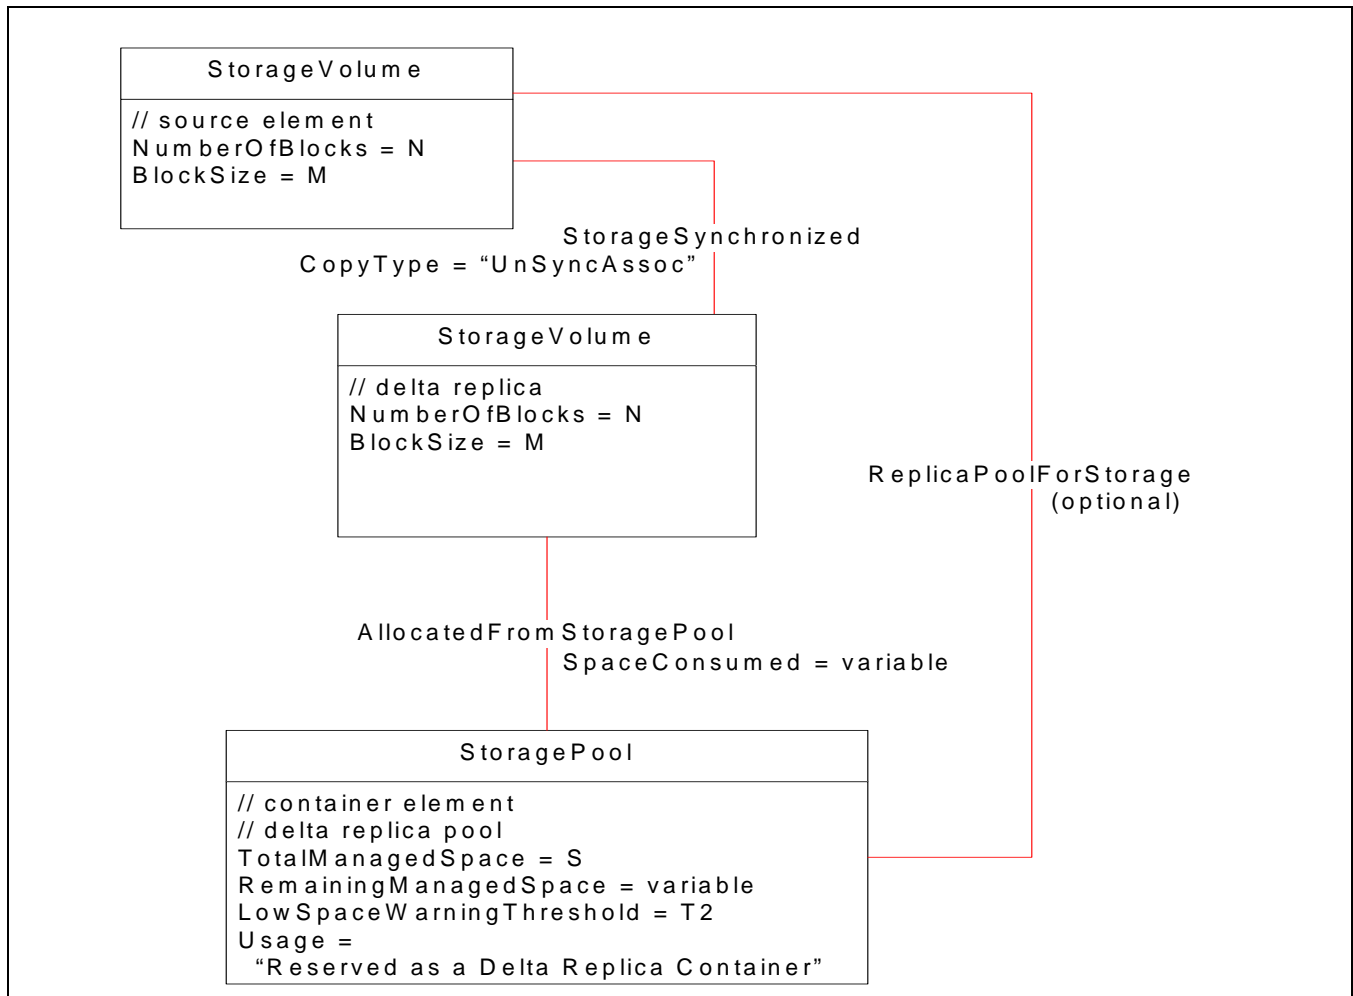 StorageVolume
// source element
NumberOfBlocks = N
BlockSize = M
StorageSynchronized
CopyType = “UnSyncAssoc”
StorageVolume
// delta replica
NumberOfBlocks = N
BlockSize = M
ReplicaPoolForStorage
(optional)
AllocatedFromStoragePool
SpaceConsumed = variable
StoragePool
// container element
// delta replica pool
TotalManagedSpace = S
RemainingManagedSpace = variable
LowSpaceWarningThreshold = T2
Usage =
“Reserved as a Delta Replica Container”